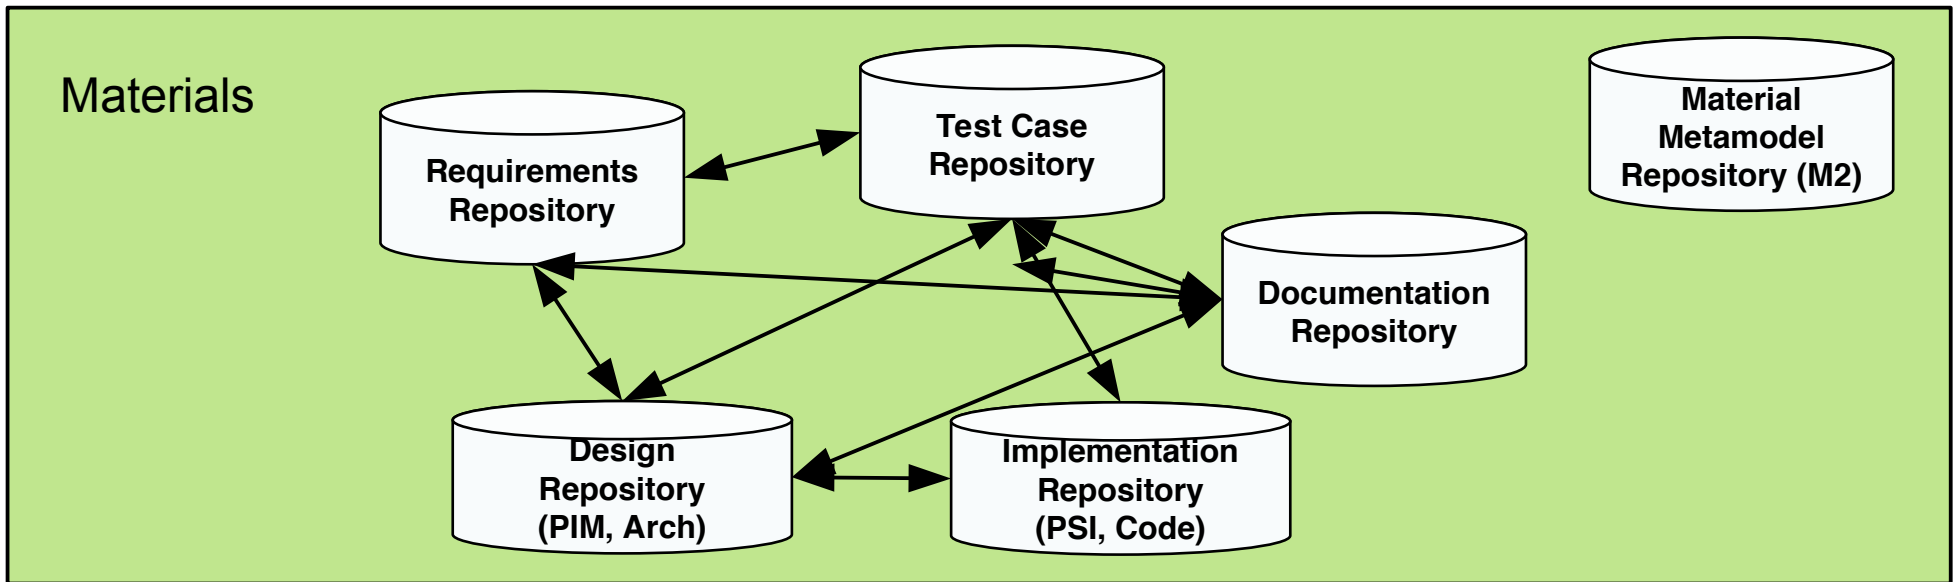 Materials
Requirements
Repository
Test Case
Repository
Material
Metamodel
Repository (M2)
Documentation
Repository
Design
Repository
(PIM, Arch)
Implementation
Repository
(PSI, Code)